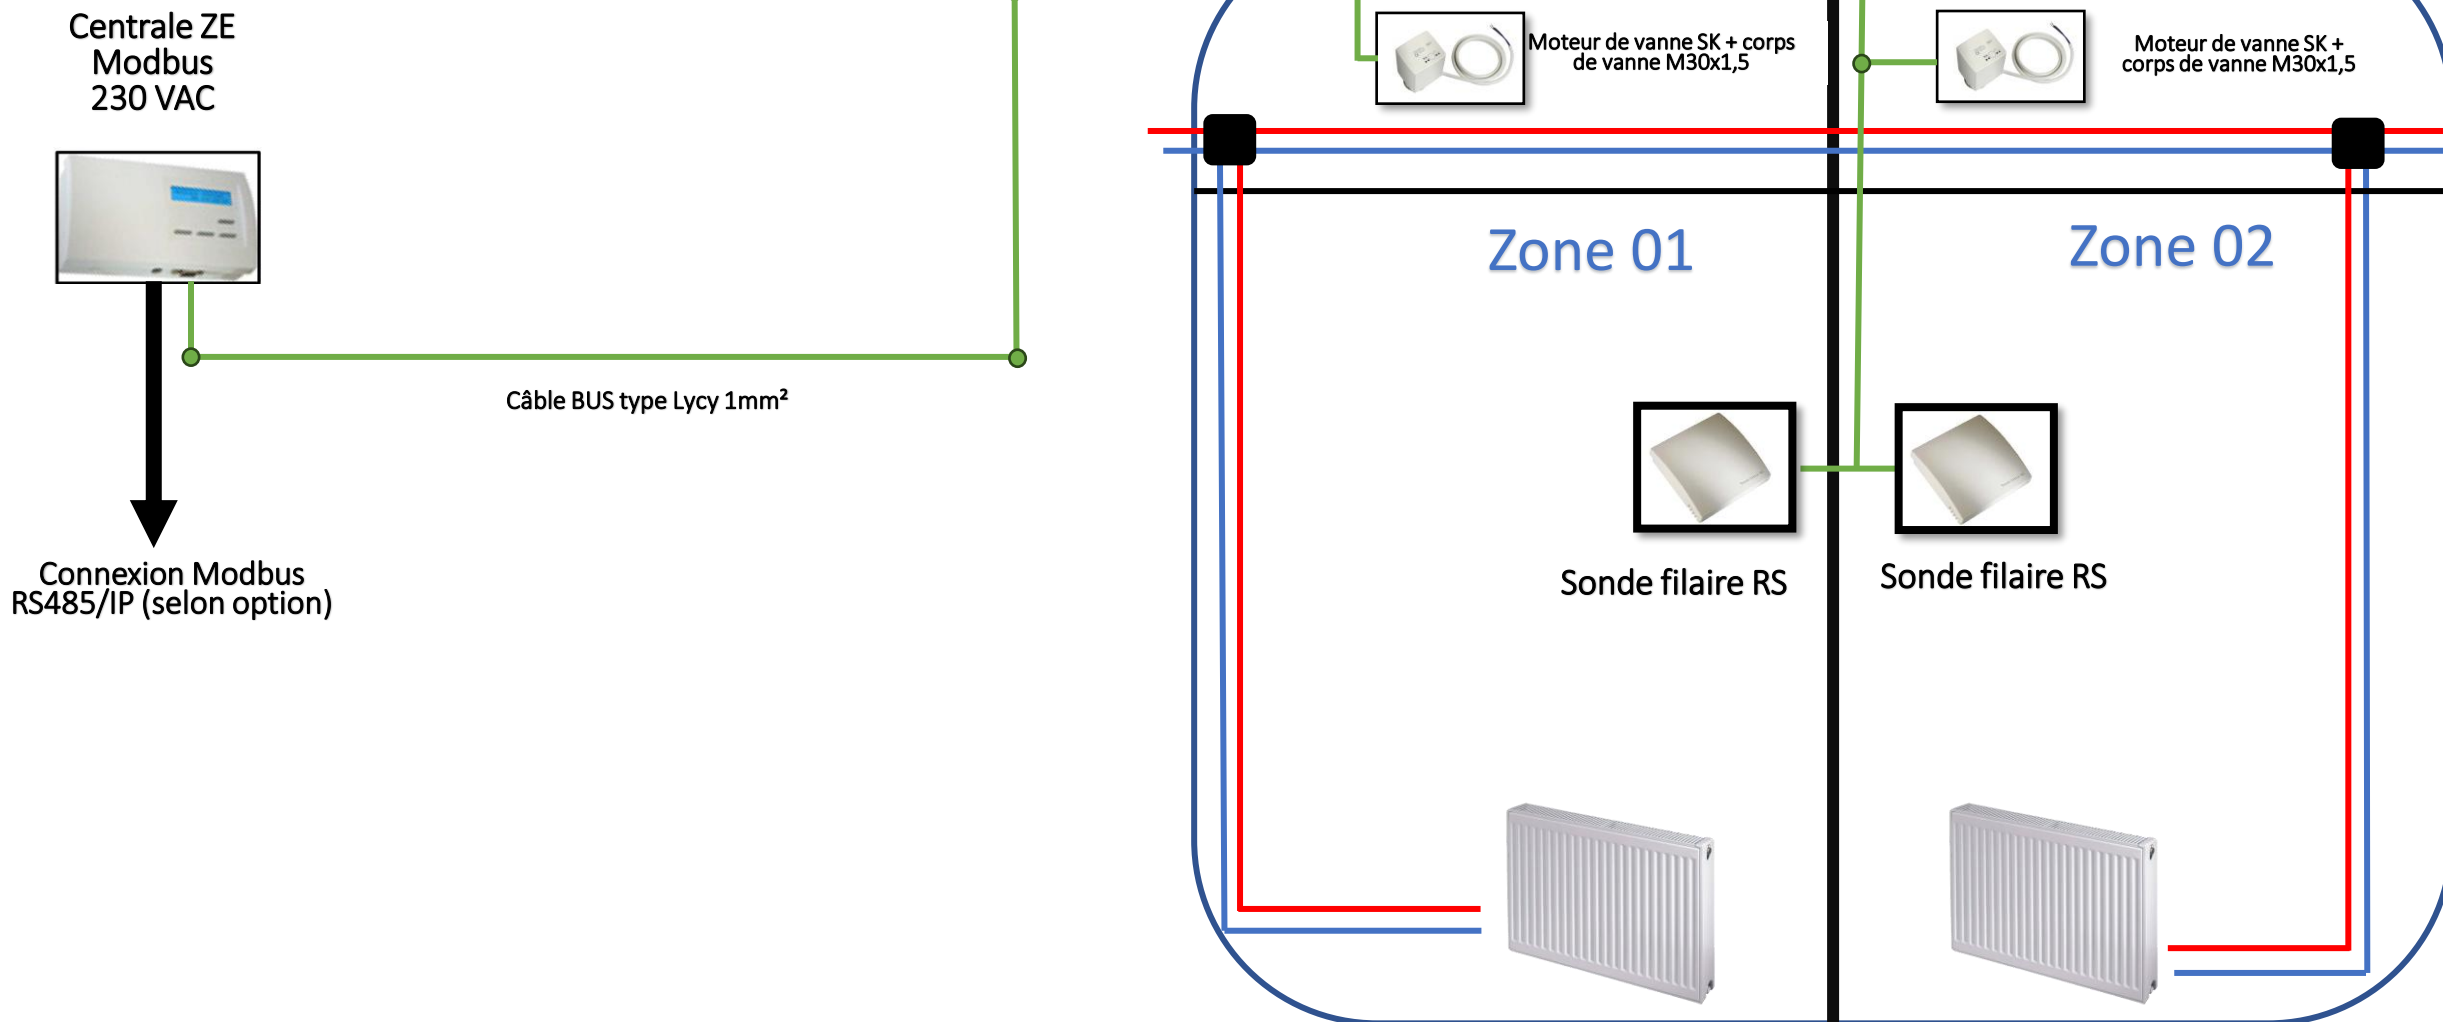 Centrale ZE
Modbus
230 VAC
Moteur de vanne SK + corps
de vanne M30x1,5
Moteur de vanne SK +
corps de vanne M30x1,5
Zone 01
Zone 02
Câble BUS type Lycy 1mm²
Sonde filaire RS
Sonde filaire RS
Connexion Modbus
RS485/IP (selon option)